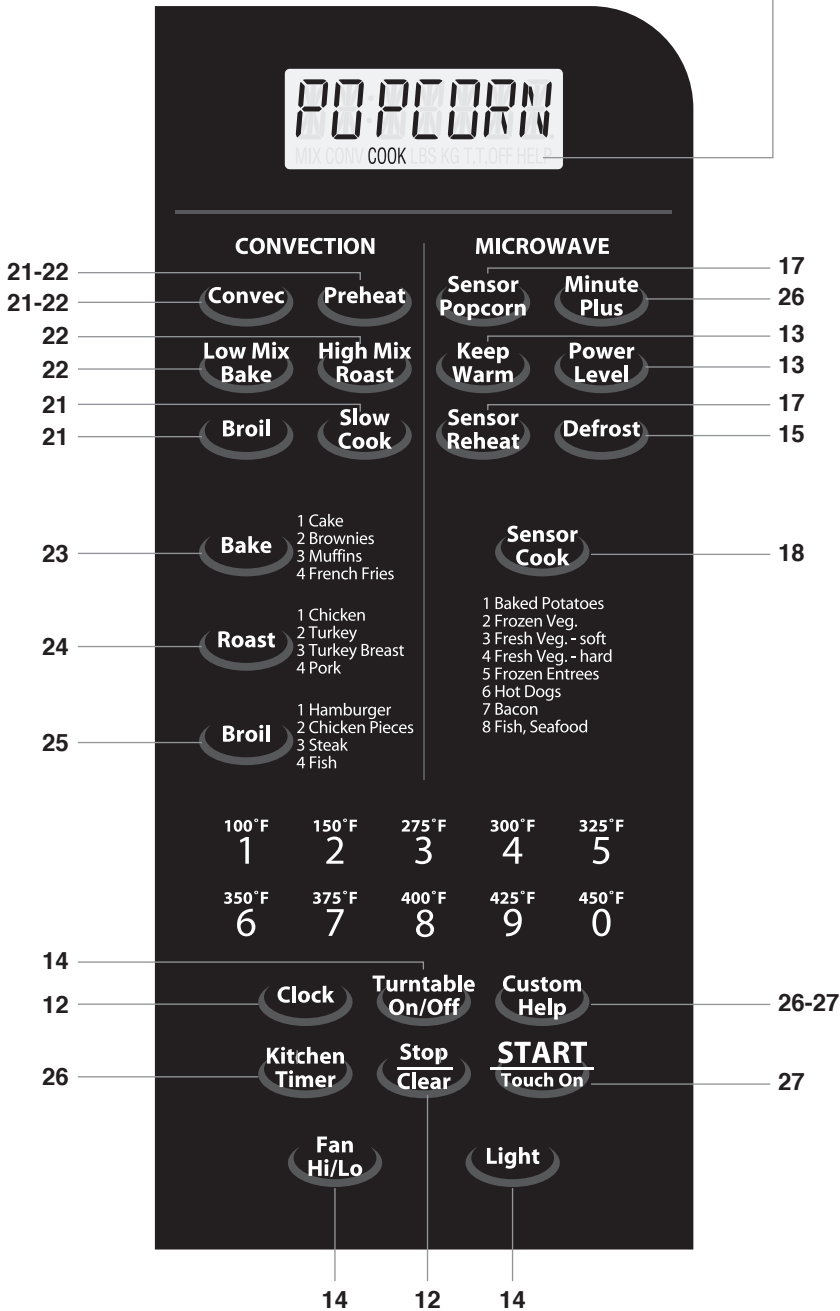 POPCORN
MIX CONV COOK LBS KG T.T.OFF HELP
CONVECTION
MICROWAVE
21-22
21-22
Convec
Preheat
Sensor
Popcorn
Minute
Plus
17
26
22
22
Low Mix
Bake
High Mix
Roast
Keep
Warm
Power
Level
13
13
21
21
Broil
Slow
Cook
Sensor
Reheat
Defrost
17
15
23
Bake
1 Cake
2 Brownies
3 Muffins
4 French Fries
24
Roast
1 Chicken
2 Turkey
3 Turkey Breast
4 Pork
25
Broil
1 Hamburger
2 Chicken Pieces
3 Steak
4 Fish
Sensor
Cook
18
1 Baked Potatoes
2 Frozen Veg.
3 Fresh Veg. - soft
4 Fresh Veg. - hard
5 Frozen Entrees
6 Hot Dogs
7 Bacon
8 Fish, Seafood
100˚F 150˚F 275˚F 300˚F 325˚F
1 2 3 4 5
350˚F 375˚F 400˚F 425˚F 450˚F
6 7 8 9 0
14
12
Clock
Turntable
On/Off
Custom
Help
26-27
26
Kitchen
Timer
Stop
Clear
START
Touch On
27
Fan
Hi/Lo
Light
14 12 14